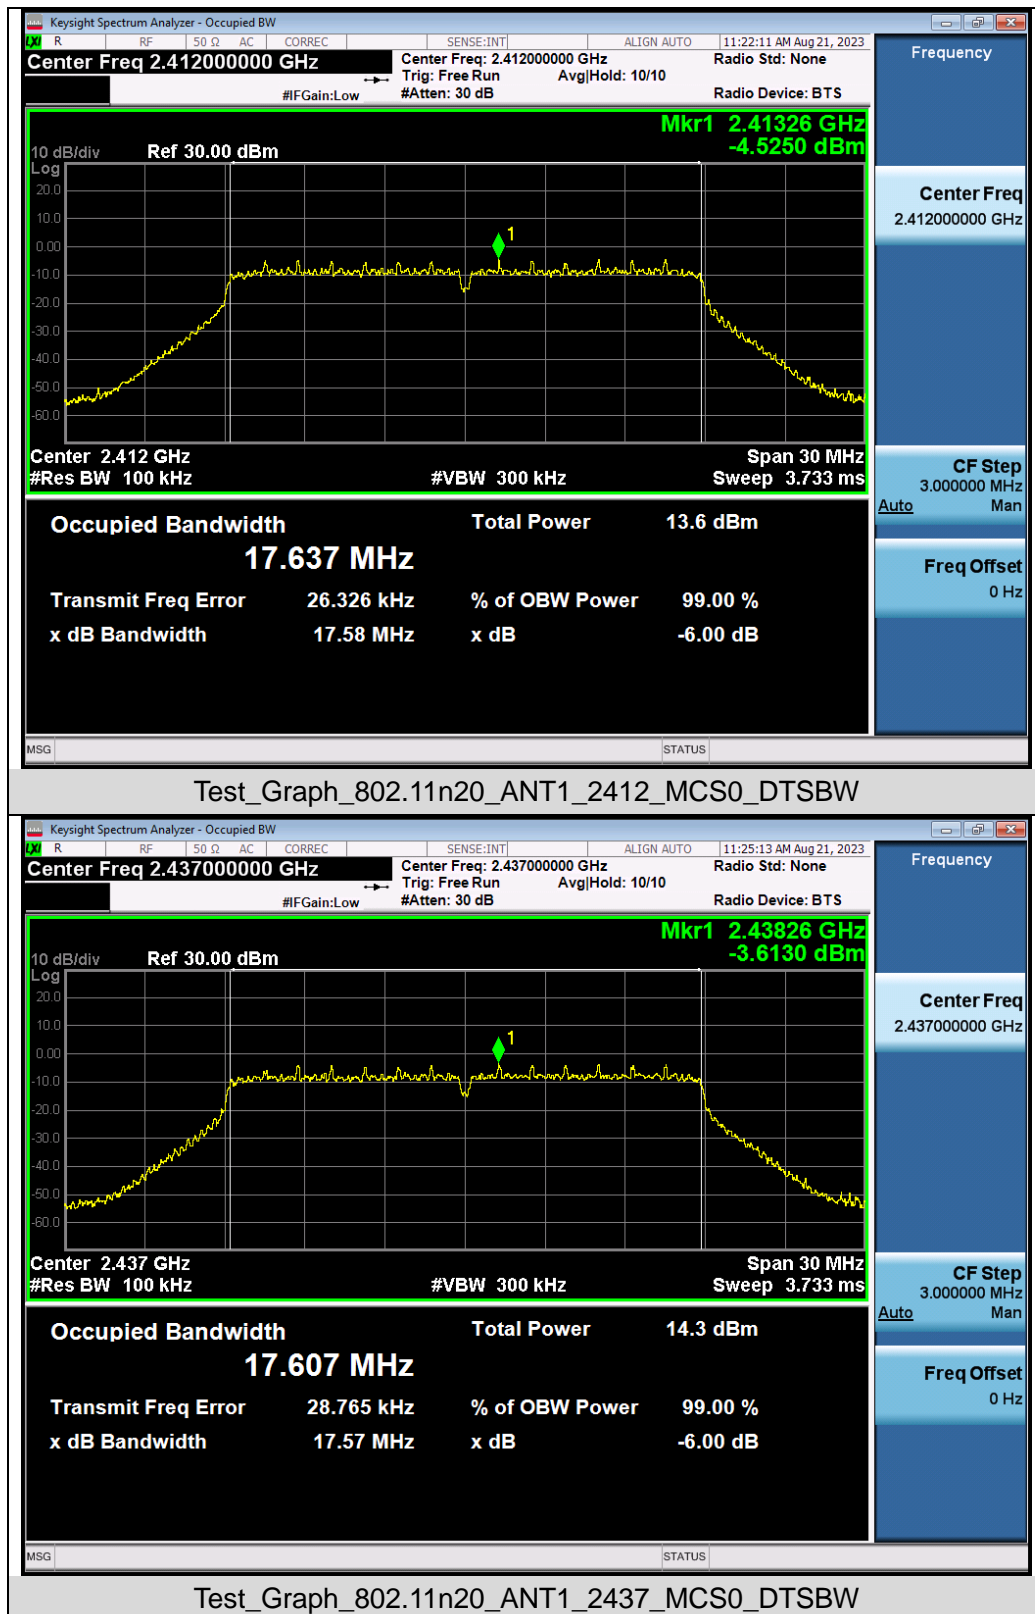 Keysight Spectrum Analyzer - Occupied BW
LXI R RF 50 Ω AC CORREC SENSE:INT ALIGN AUTO 11:22:11 AM Aug 21, 2023
Center Freq 2.412000000 GHz
Center Freq: 2.412000000 GHz
Radio Std: None
Trig: Free Run Avg|Hold: 10/10
#IFGain:Low
#Atten: 30 dB
Radio Device: BTS
Frequency
Mkr1 2.41326 GHz
-4.5250 dBm
10 dB/div Ref 30.00 dBm
Log
20.0
10.0
0.00
-10.0
-20.0
-30.0
-40.0
-50.0
-60.0
1
Center 2.412 GHz
Span 30 MHz
#Res BW 100 kHz
#VBW 300 kHz
Sweep 3.733 ms
Center Freq
2.412000000 GHz
CF Step
3.000000 MHz
Auto Man
Freq Offset
0 Hz
Occupied Bandwidth
Total Power 13.6 dBm
17.637 MHz
Transmit Freq Error 26.326 kHz % of OBW Power 99.00 %
x dB Bandwidth 17.58 MHz x dB -6.00 dB
MSG STATUS
Test_Graph_802.11n20_ANT1_2412_MCS0_DTSBW
Keysight Spectrum Analyzer - Occupied BW
LXI R RF 50 Ω AC CORREC SENSE:INT ALIGN AUTO 11:25:13 AM Aug 21, 2023
Center Freq 2.437000000 GHz
Center Freq: 2.437000000 GHz
Radio Std: None
Trig: Free Run Avg|Hold: 10/10
#IFGain:Low
#Atten: 30 dB
Radio Device: BTS
Frequency
Mkr1 2.43826 GHz
-3.6130 dBm
10 dB/div Ref 30.00 dBm
Log
20.0
10.0
0.00
-10.0
-20.0
-30.0
-40.0
-50.0
-60.0
1
Center 2.437 GHz
Span 30 MHz
#Res BW 100 kHz
#VBW 300 kHz
Sweep 3.733 ms
Center Freq
2.437000000 GHz
CF Step
3.000000 MHz
Auto Man
Freq Offset
0 Hz
Occupied Bandwidth
Total Power 14.3 dBm
17.607 MHz
Transmit Freq Error 28.765 kHz % of OBW Power 99.00 %
x dB Bandwidth 17.57 MHz x dB -6.00 dB
MSG STATUS
Test_Graph_802.11n20_ANT1_2437_MCS0_DTSBW